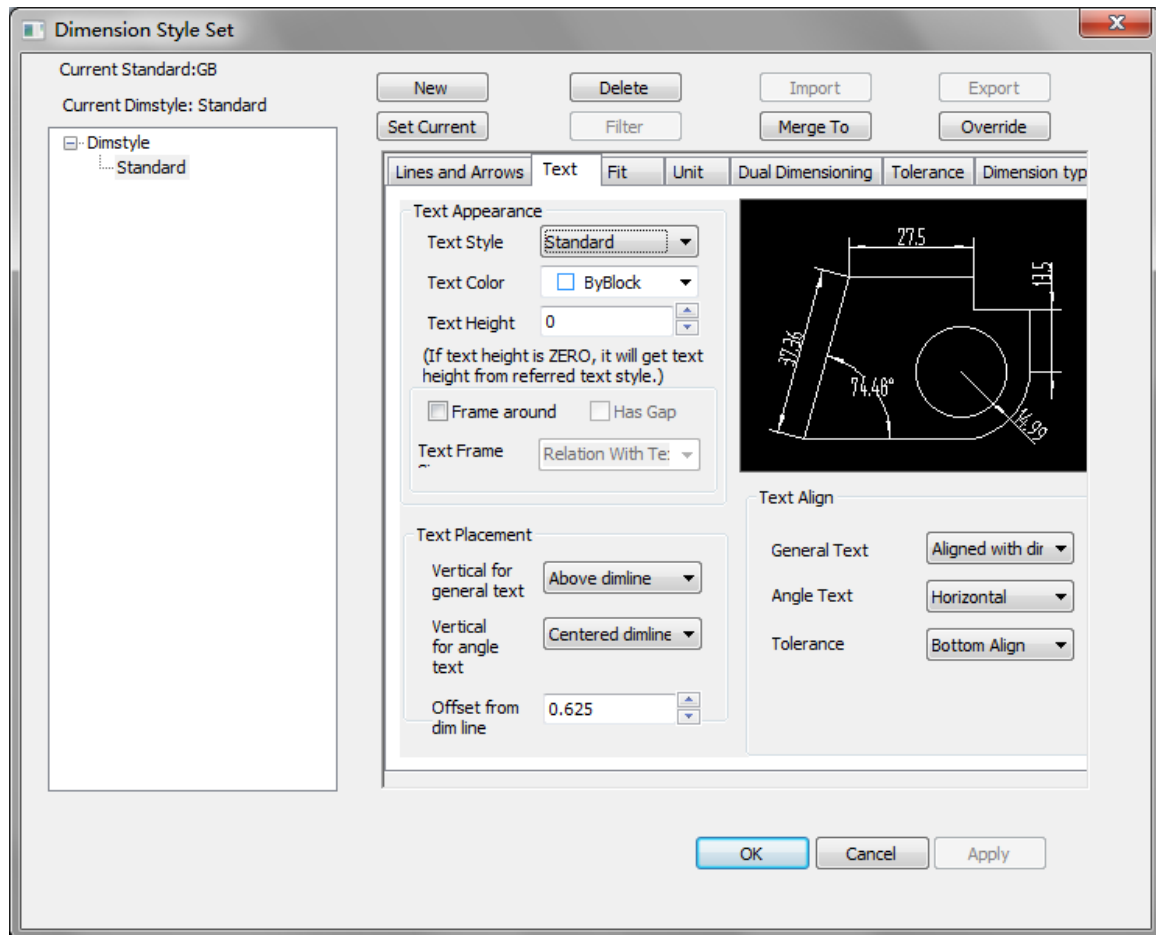 Dimension Style Set
Current Standard:GB
Current Dimstyle: Standard
New
Delete
Import
Export
Set Current
Filter
Merge To
Override
Dimstyle
Standard
Lines and Arrows
Text
Fit
Unit
Dual Dimensioning
Tolerance
Dimension typ
Text Appearance
Text Style
Standard
Text Color
ByBlock
Text Height
0
(If text height is ZERO, it will get text
height from referred text style.)
Frame around
Has Gap
Text Frame
Relation With Te
27.5
13.5
37.36
74.48°
14.99
Text Placement
Vertical for
general text
Above dimline
Vertical
for angle
text
Centered dimline
Offset from
dim line
0.625
Text Align
General Text
Aligned with dir
Angle Text
Horizontal
Tolerance
Bottom Align
OK
Cancel
Apply